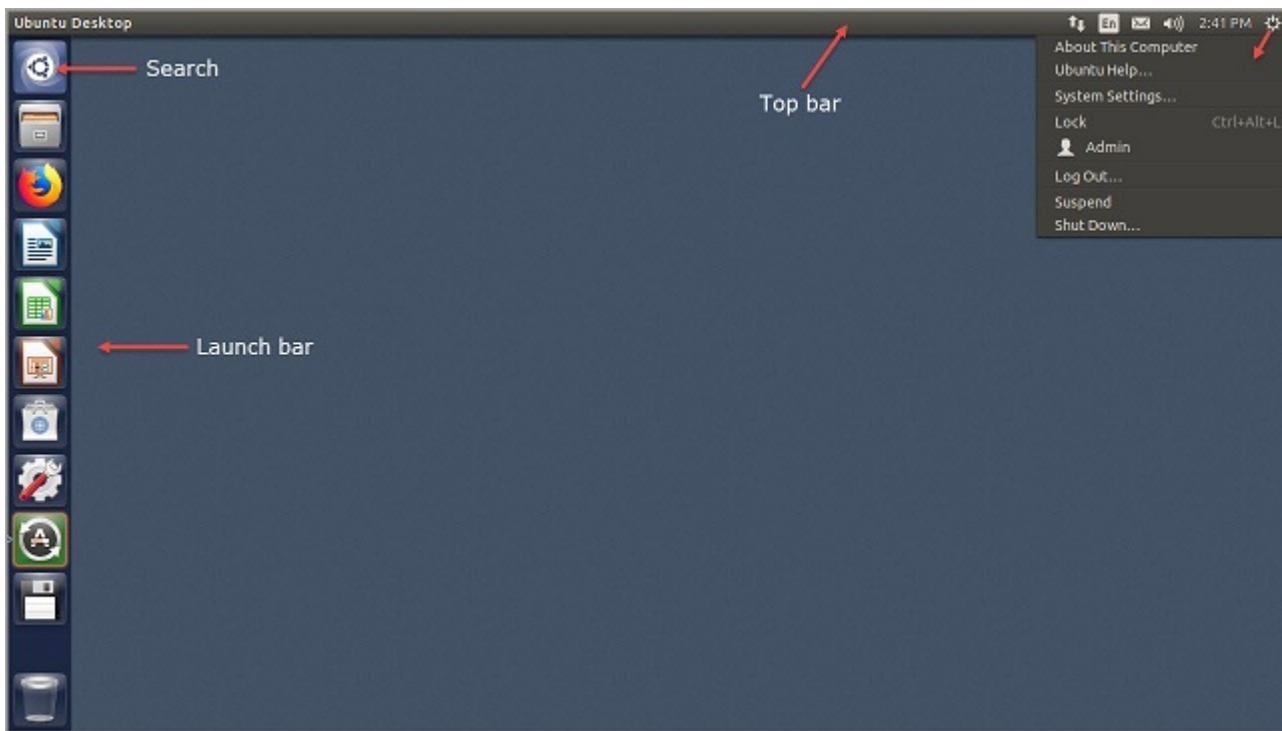 Ubuntu Desktop
En
2:41 PM
About This Computer
Ubuntu Help...
System Settings...
Lock Ctrl+Alt+L
Admin
Log Out...
Suspend
Shut Down...
Search
Top bar
Launch bar